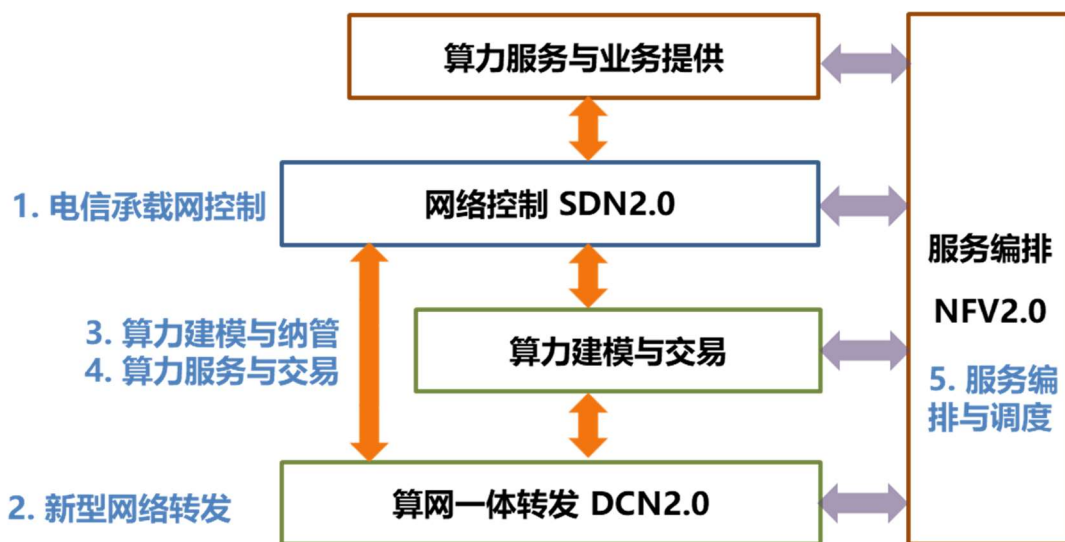 算力服务与业务提供
1. 电信承载网控制
网络控制 SDN2.0
3. 算力建模与纳管
4. 算力服务与交易
算力建模与交易
2. 新型网络转发
算网一体转发 DCN2.0
服务编排
NFV2.0
5. 服务编
排与调度